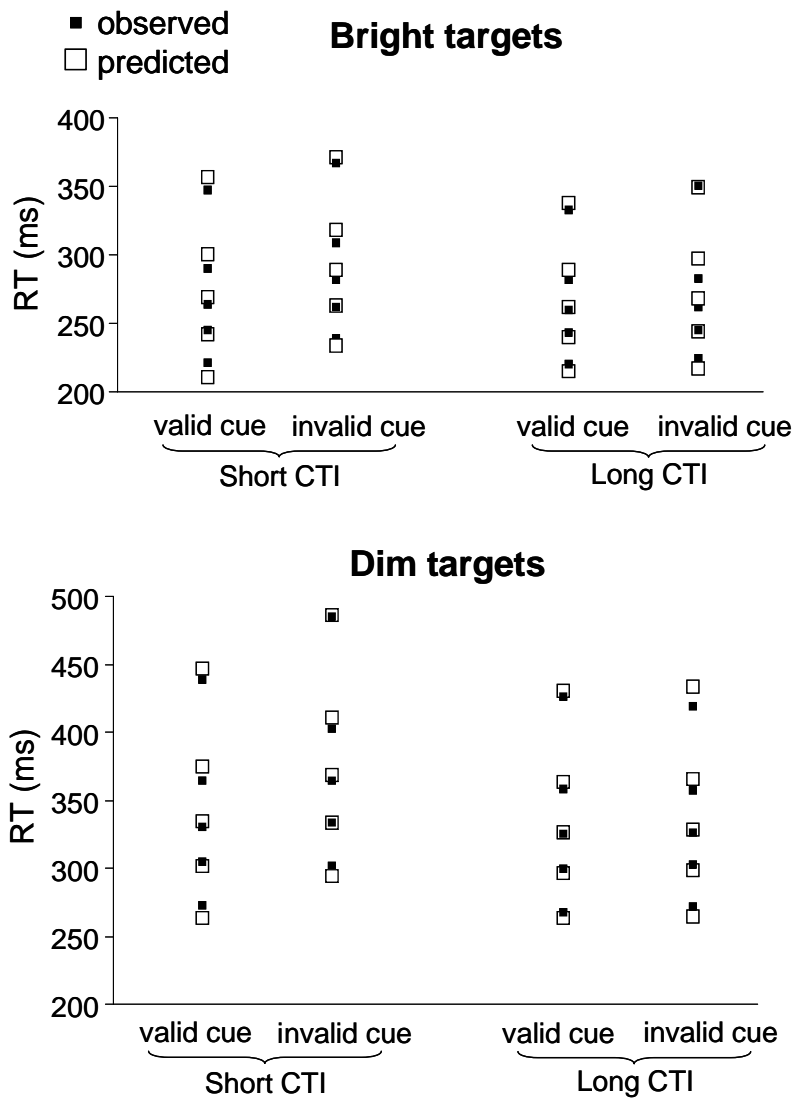 observed
predicted
Bright targets
RT (ms)
400
350
300
250
200
valid cue invalid cue valid cue invalid cue
Short CTI Long CTI
Dim targets
RT (ms)
500
450
400
350
300
250
200
valid cue invalid cue valid cue invalid cue
Short CTI Long CTI